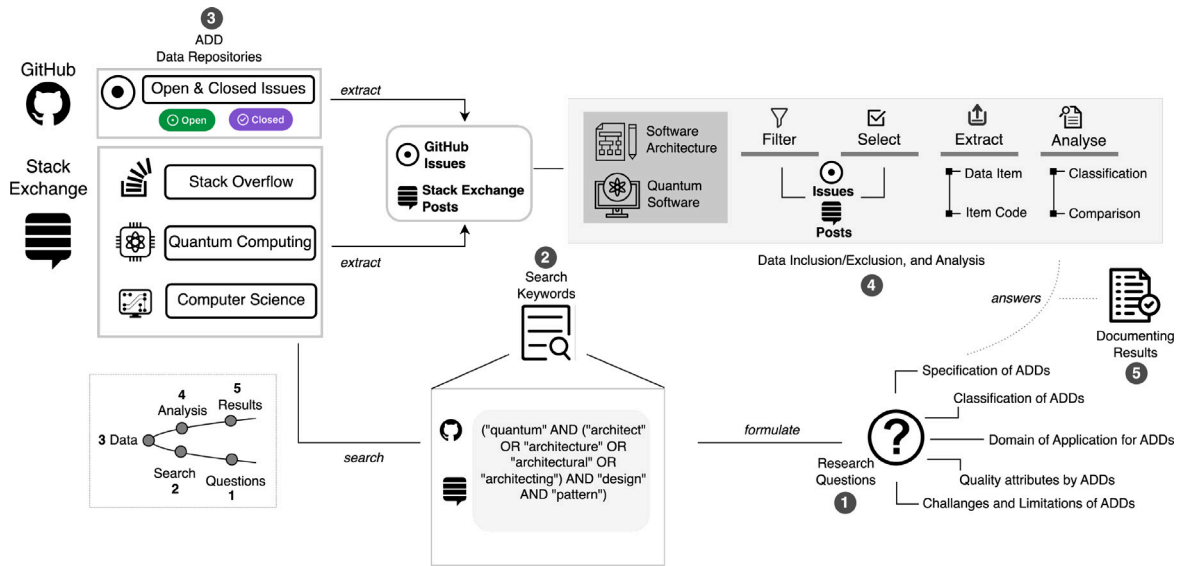 3
ADD
Data Repositories
GitHub
Open & Closed Issues
Open
Closed
Stack
Exchange
Stack Overflow
Quantum Computing
Computer Science
extract
extract
GitHub
Issues
Stack Exchange
Posts
Software
Architecture
Quantum
Software
Filter
Select
Issues
Posts
Extract
Data Item
Item Code
Analyse
Classification
Comparison
Data Inclusion/Exclusion, and Analysis
4
answers
Documenting
Results
5
2
Search
Keywords
search
("quantum" AND ("architect"
OR "architecture" OR
"architectural" OR
"architecting") AND "design"
AND "pattern")
formulate
Research
Questions
1
Specification of ADDs
Classification of ADDs
Domain of Application for ADDs
Quality attributes by ADDs
Challanges and Limitations of ADDs
5
Results
4
Analysis
3 Data
Search
2
Questions
1